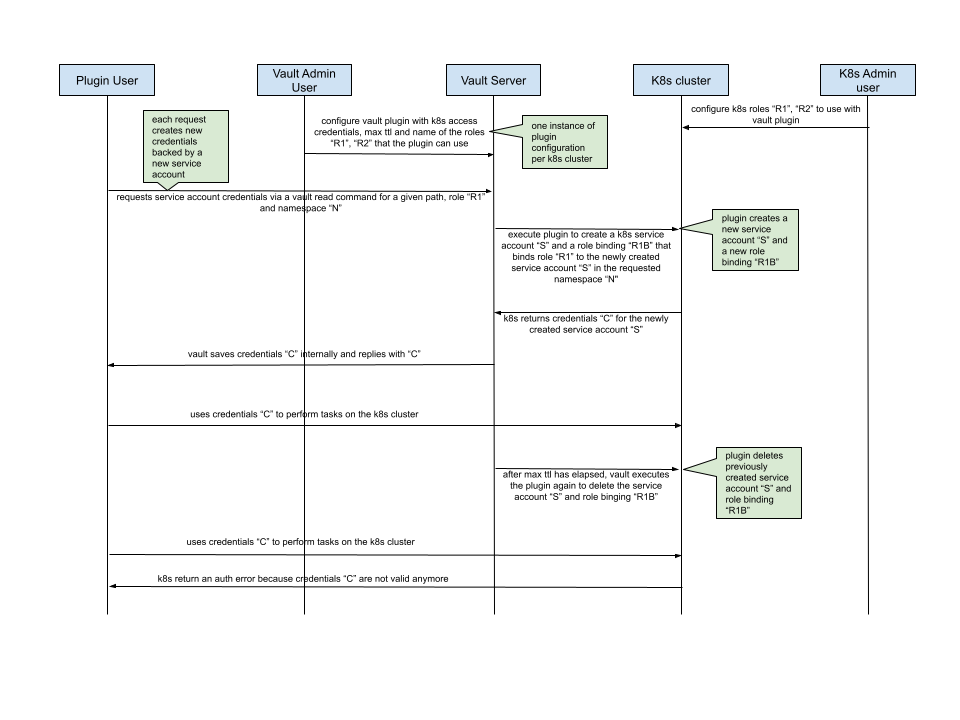 Plugin User
Vault Admin
User
Vault Server
K8s cluster
K8s Admin
user
configure k8s roles “R1”, “R2” to use with
vault plugin
each request
creates new
credentials
backed by a
new service
account
configure vault plugin with k8s access
credentials, max ttl and name of the roles
“R1”, “R2” that the plugin can use
one instance of
plugin
configuration
per k8s cluster
requests service account credentials via a vault read command for a given path, role “R1”
and namespace “N”
plugin creates a
new service
account “S” and
a new role
binding “R1B”
execute plugin to create a k8s service
account “S” and a role binding “R1B” that
binds role “R1” to the newly created
service account “S” in the requested
namespace “N”
k8s returns credentials “C” for the newly
created service account “S”
vault saves credentials “C” internally and replies with “C”
uses credentials “C” to perform tasks on the k8s cluster
plugin deletes
previously
created service
account “S” and
role binding
“R1B”
after max ttl has elapsed, vault executes
the plugin again to delete the service
account “S” and role binging “R1B”
uses credentials “C” to perform tasks on the k8s cluster
k8s return an auth error because credentials “C” are not valid anymore